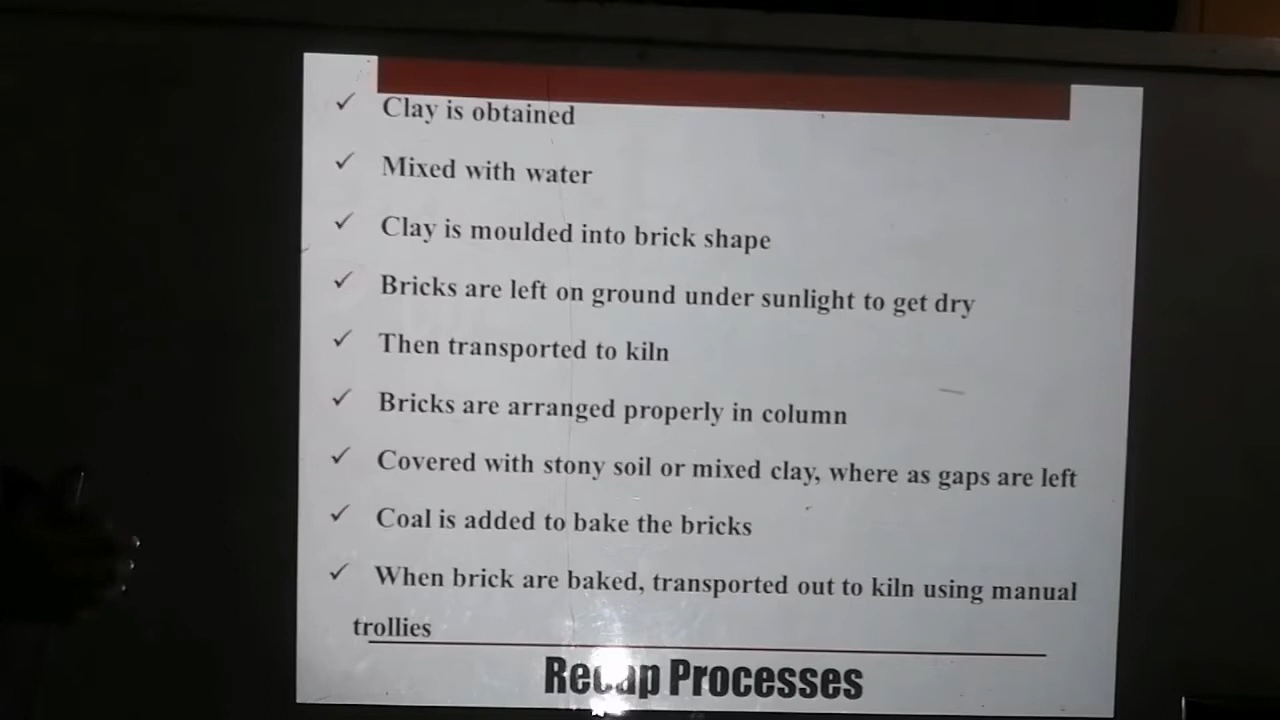 ✓ Clay is obtained
✓ Mixed with water
✓ Clay is moulded into brick shape
✓ Bricks are left on ground under sunlight to get dry
✓ Then transported to kiln
✓ Bricks are arranged properly in column
✓ Covered with stony soil or mixed clay, where as gaps are left
✓ Coal is added to bake the bricks
✓ When brick are baked, transported out to kiln using manual
trollies
Recap Processes